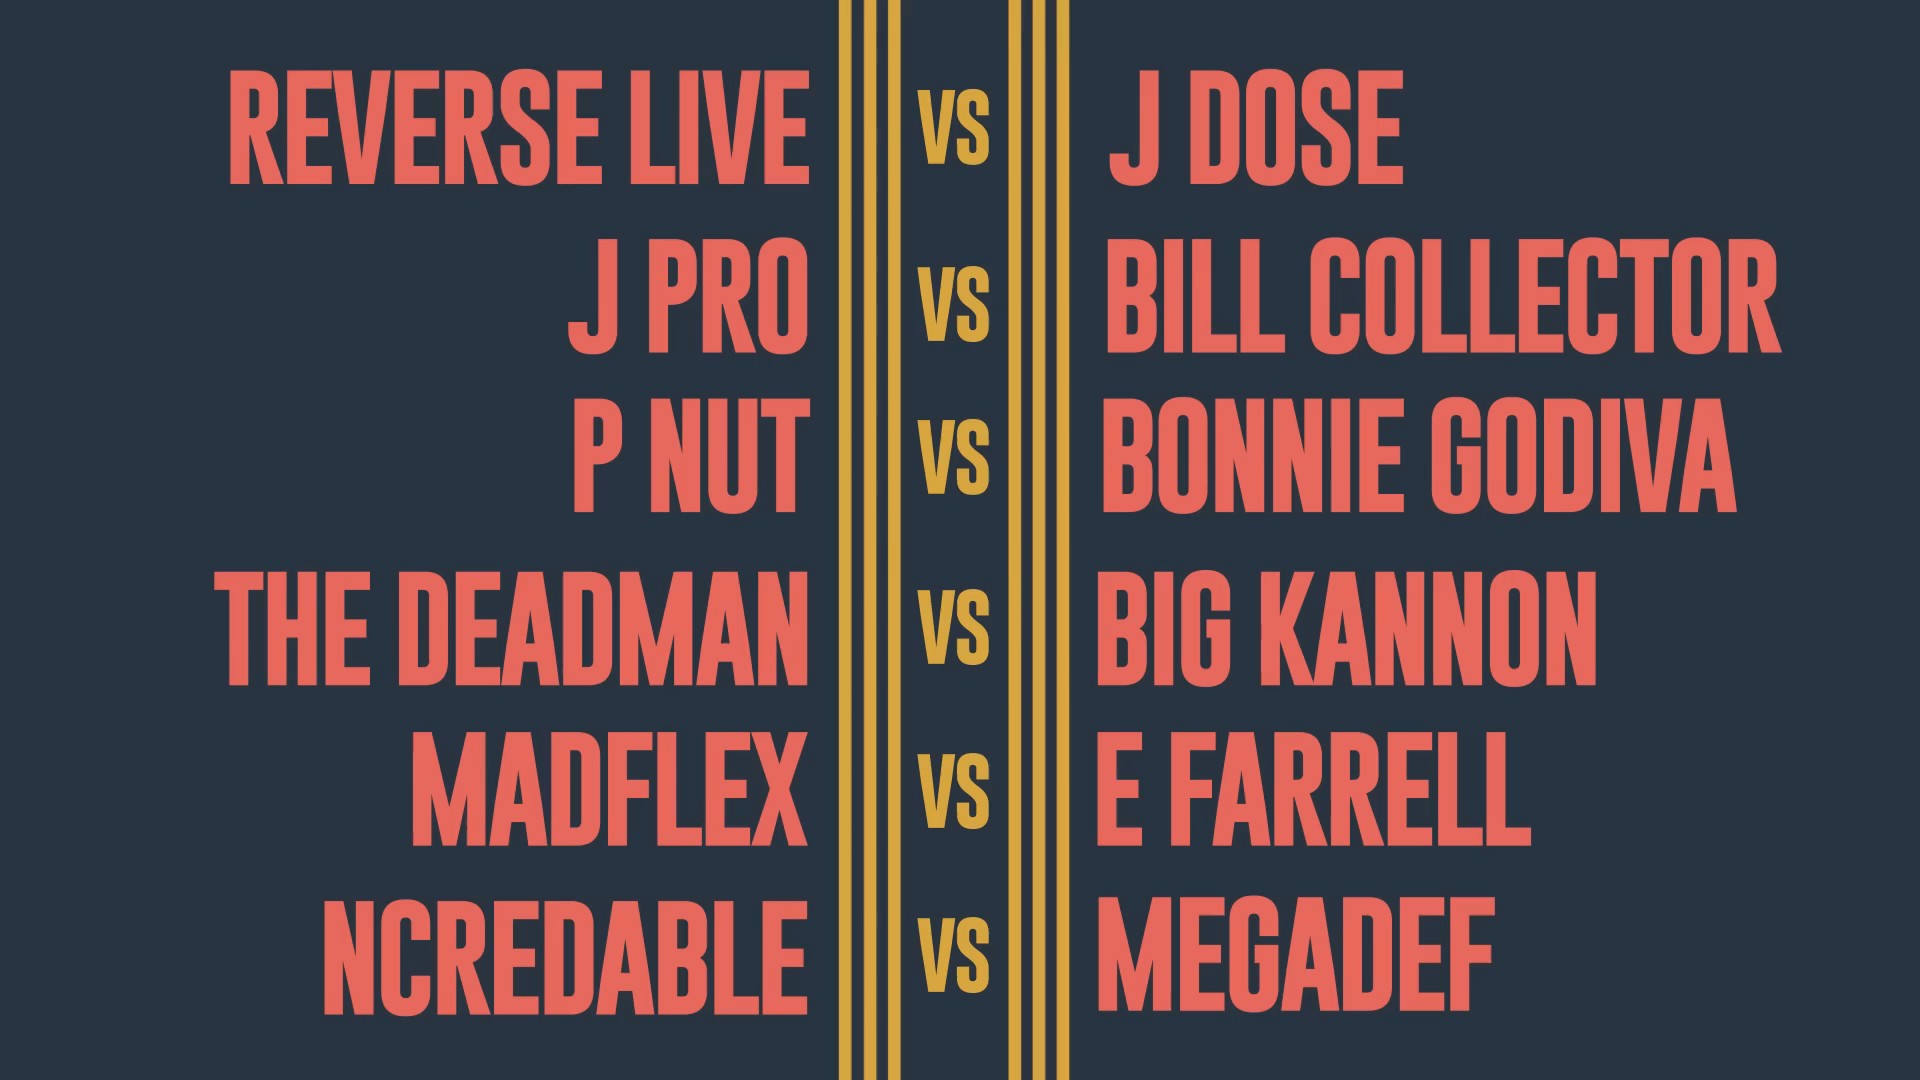 REVERSE LIVE VS J DOSE
J PRO VS BILL COLLECTOR
P NUT VS BONNIE GODIVA
THE DEADMAN VS BIG KANNON
MADFLEX VS E FARRELL
NCREDABLE VS MEGADEF